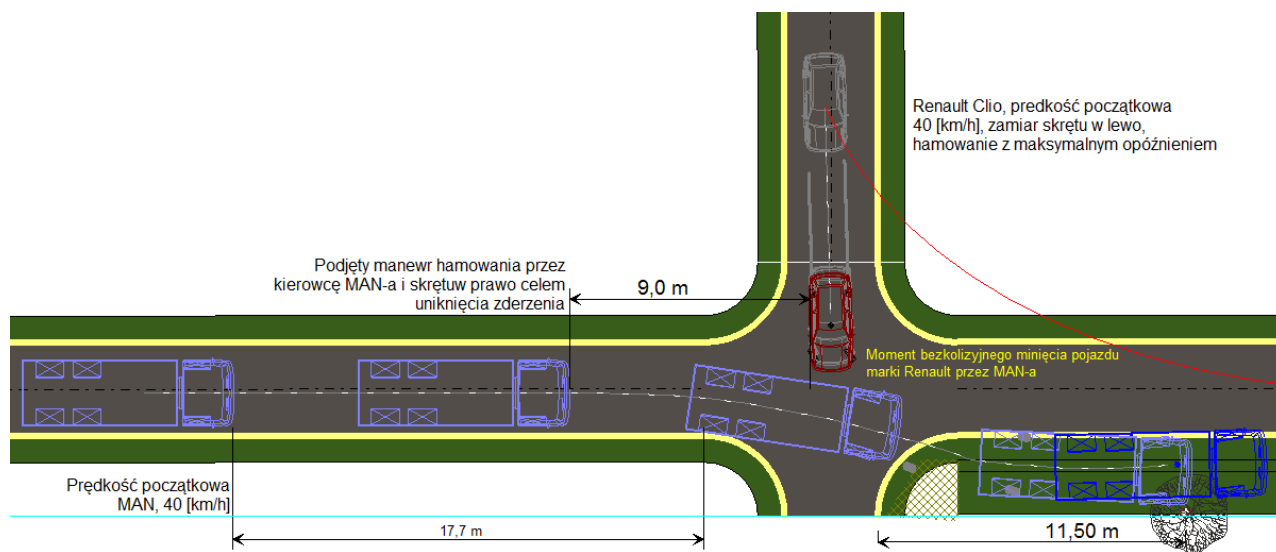 Renault Clio, predkość początkowa
40 [km/h], zamiar skrętu w lewo,
hamowanie z maksymalnym opóźnieniem
Podjęty manewr hamowania przez
kierowcę MAN-a i skrętuw prawo celem
uniknięcia zderzenia
9,0 m
Moment bezkolizyjnego minięcia pojazdu
marki Renault przez MAN-a
Prędkość początkowa
MAN, 40 [km/h]
17,7 m
11,50 m